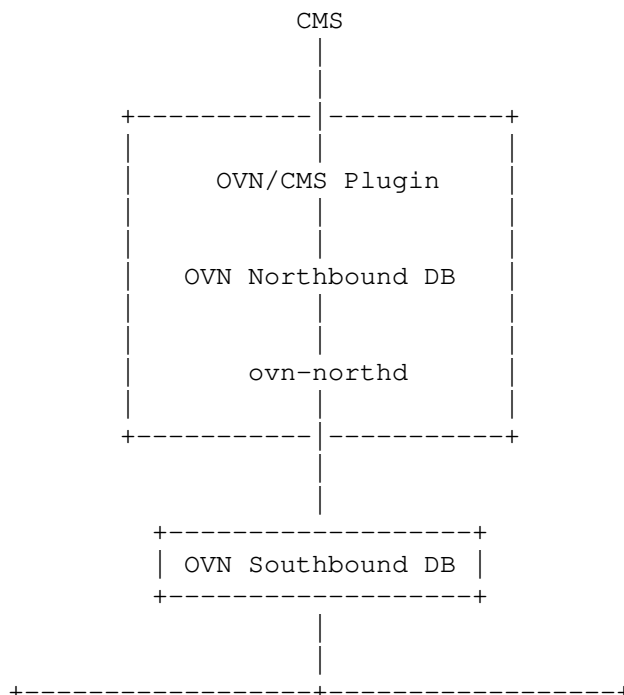 CMS
OVN/CMS Plugin
OVN Northbound DB
ovn-northd
OVN Southbound DB